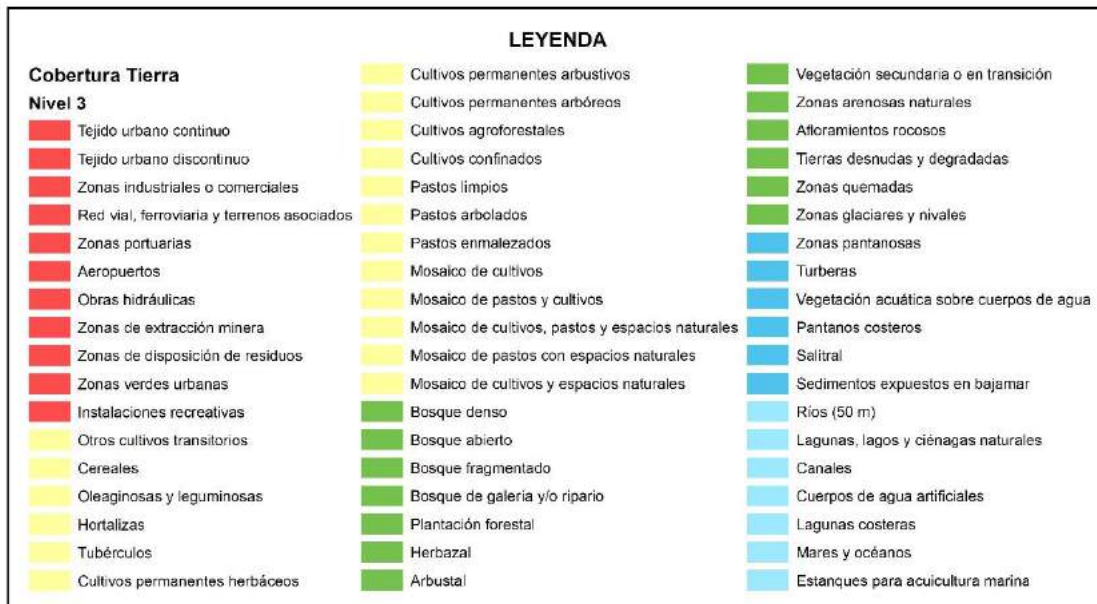 LEYENDA
Cobertura Tierra
Nivel 3
Tejido urbano continuo
Tejido urbano discontinuo
Zonas industriales o comerciales
Red vial, ferroviaria y terrenos asociados
Zonas portuarias
Aeropuertos
Obras hidráulicas
Zonas de extracción minera
Zonas de disposición de residuos
Zonas verdes urbanas
Instalaciones recreativas
Otros cultivos transitorios
Cereales
Oleaginosas y leguminosas
Hortalizas
Tubérculos
Cultivos permanentes herbáceos
Cultivos permanentes arbustivos
Cultivos permanentes arbóreos
Cultivos agroforestales
Cultivos confinados
Pastos limpios
Pastos arbolados
Pastos enmalezados
Mosaico de cultivos
Mosaico de pastos y cultivos
Mosaico de cultivos, pastos y espacios naturales
Mosaico de pastos con espacios naturales
Mosaico de cultivos y espacios naturales
Bosque denso
Bosque abierto
Bosque fragmentado
Bosque de galería y/o ripario
Plantación forestal
Herbazal
Arbustal
Vegetación secundaria o en transición
Zonas arenosas naturales
Afloramientos rocosos
Tierras desnudas y degradadas
Zonas quemadas
Zonas glaciares y nivales
Zonas pantanosas
Turberas
Vegetación acuática sobre cuerpos de agua
Pantanos costeros
Salitral
Sedimentos expuestos en bajamar
Ríos (50 m)
Lagunas, lagos y ciénagas naturales
Canales
Cuerpos de agua artificiales
Lagunas costeras
Mares y océanos
Estanques para acuicultura marina